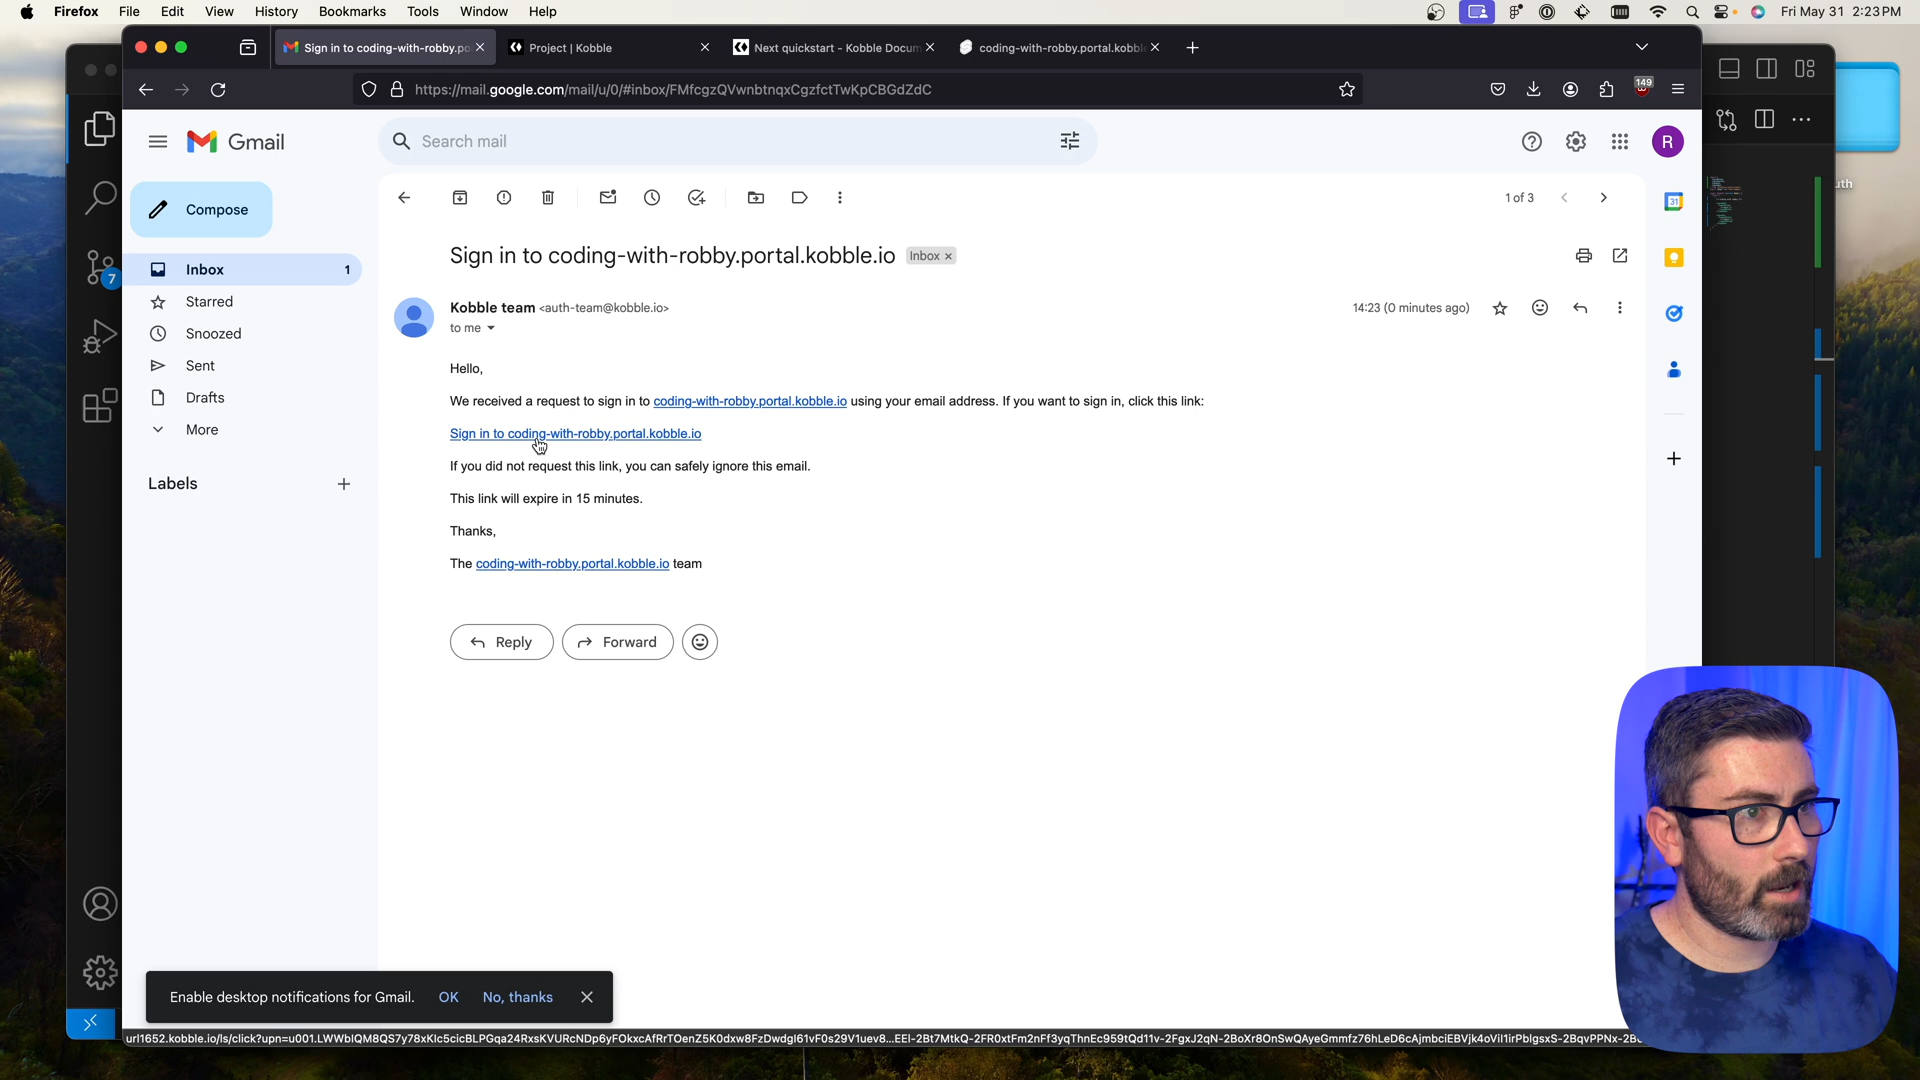 Firefox File Edit View History Bookmarks Tools Window Help Fri May 31 2:23 PM
Sign in to coding-with-robby.po
Project | Kobble
Next quickstart - Kobble Docum
coding-with-robby.portal.kobble
https://mail.google.com/mail/u/0/#inbox/FMfcgzQVwnbtnqxCgzfctTwKpCBGdZdC
149
Gmail
Search mail
R
Compose
1 of 3
31
Inbox 1
Starred
Snoozed
Sent
Drafts
More
Labels
7
Sign in to coding-with-robby.portal.kobble.io Inbox ×
Kobble team <auth-team@kobble.io> 14:23 (0 minutes ago)
to me
Hello,
We received a request to sign in to coding-with-robby.portal.kobble.io using your email address. If you want to sign in, click this link:
Sign in to coding-with-robby.portal.kobble.io
If you did not request this link, you can safely ignore this email.
This link will expire in 15 minutes.
Thanks,
The coding-with-robby.portal.kobble.io team
Reply Forward
Enable desktop notifications for Gmail. OK No, thanks
uth